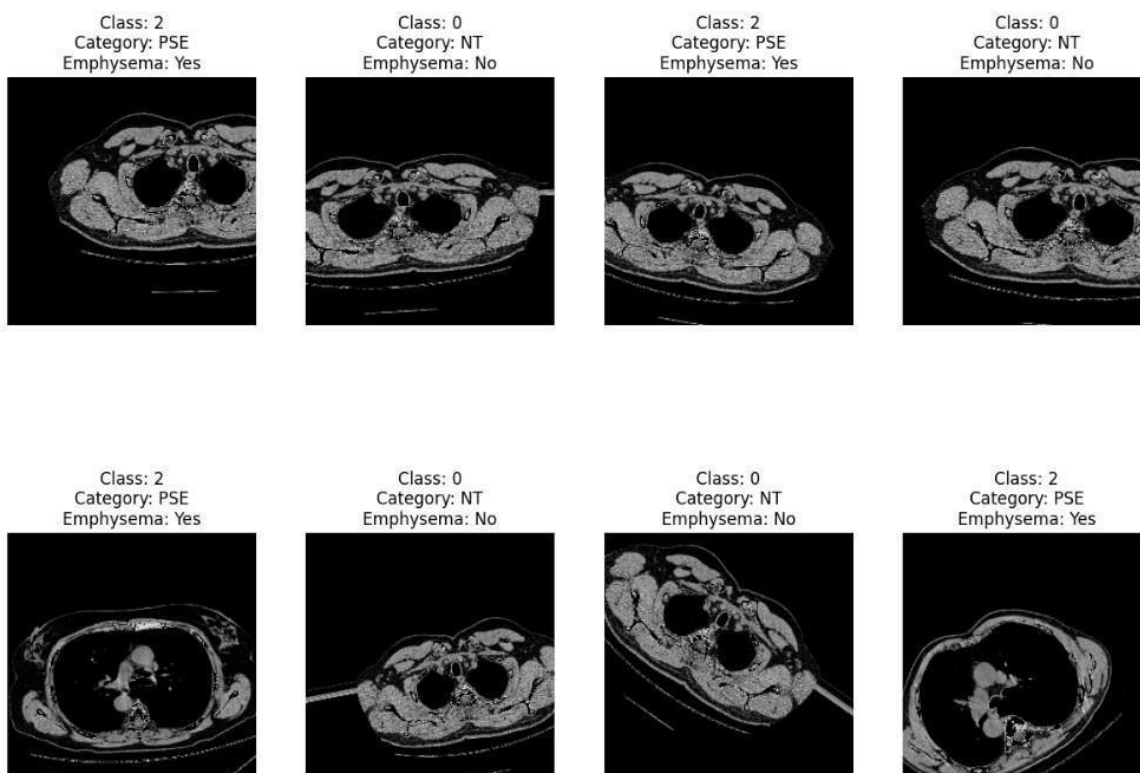 Class: 2
Category: PSE
Emphysema: Yes
Class: 0
Category: NT
Emphysema: No
Class: 2
Category: PSE
Emphysema: Yes
Class: 0
Category: NT
Emphysema: No
Class: 2
Category: PSE
Emphysema: Yes
Class: 0
Category: NT
Emphysema: No
Class: 0
Category: NT
Emphysema: No
Class: 2
Category: PSE
Emphysema: Yes